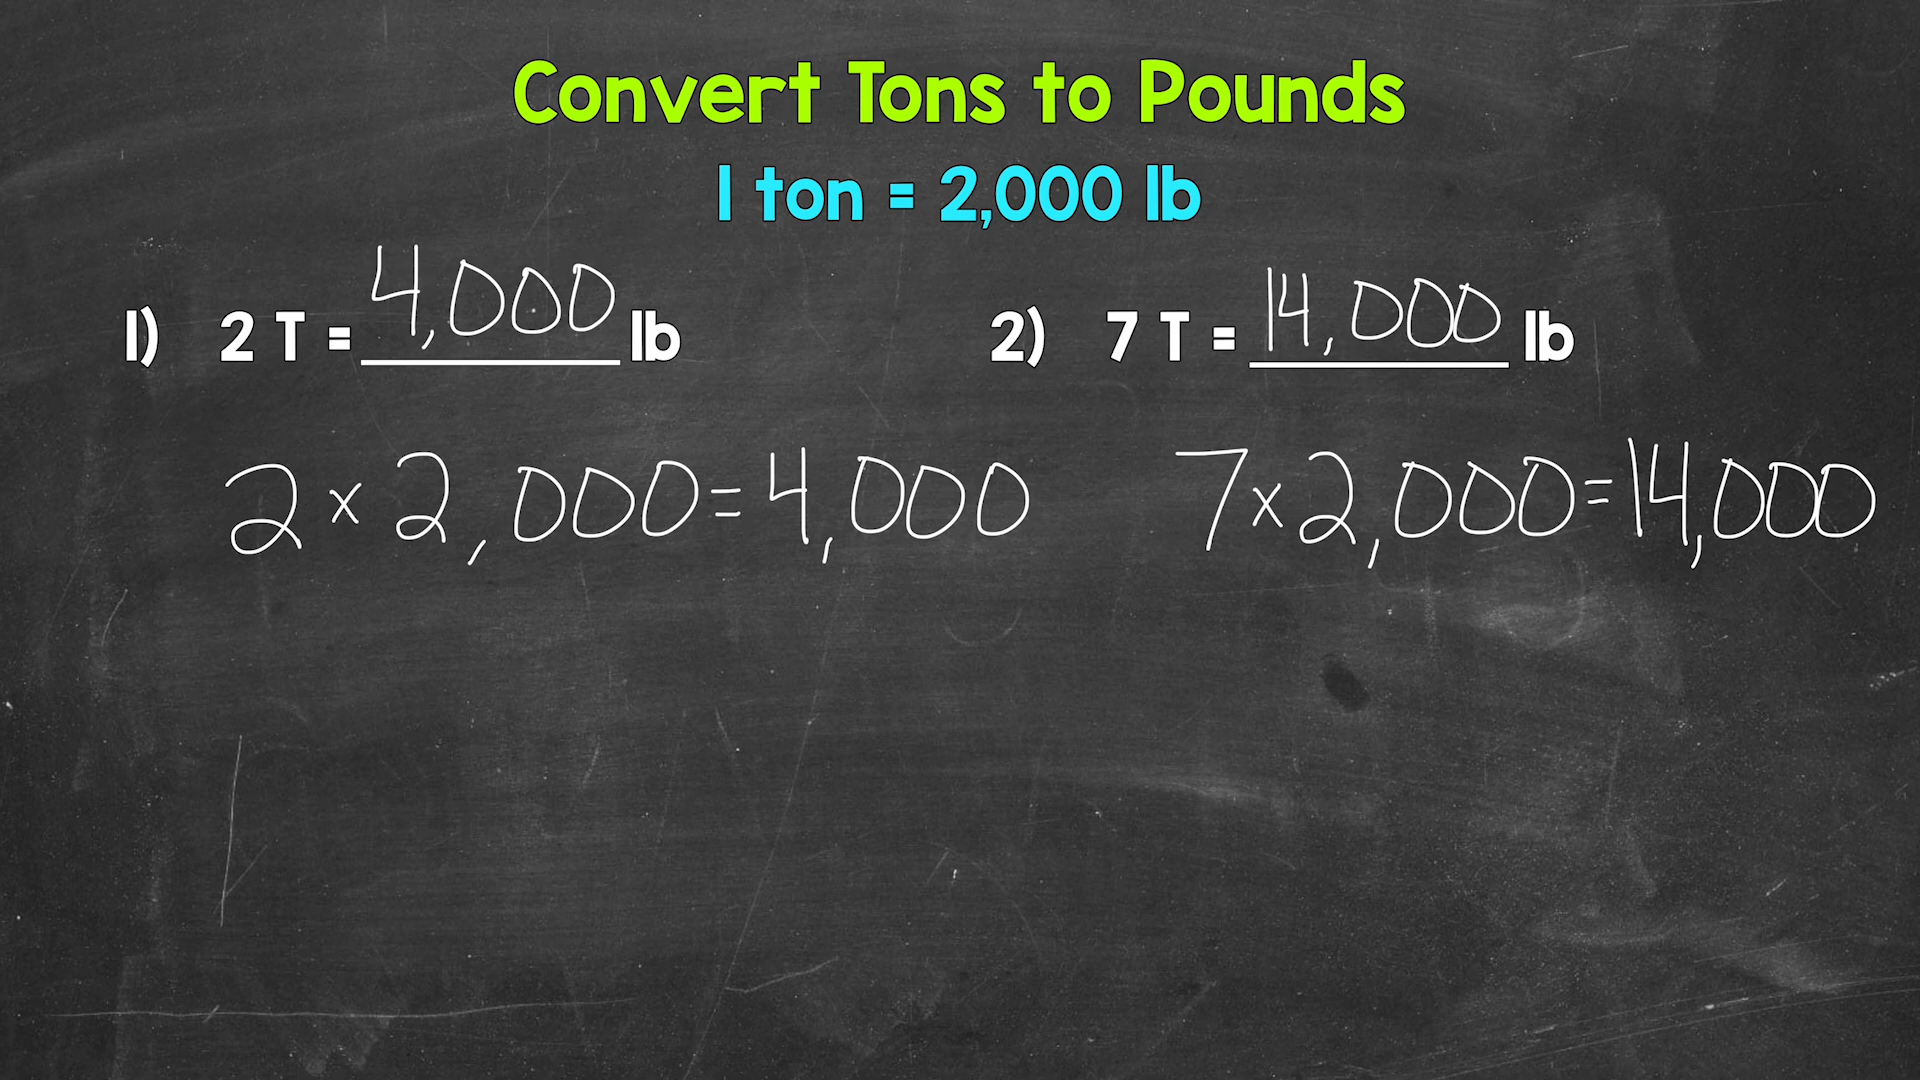 Convert Tons to Pounds
1 ton = 2,000 lb
1) 2 T = 4,000 lb
2) 7 T = 14,000 lb
2 × 2,000 = 4,000
7 × 2,000 = 14,000